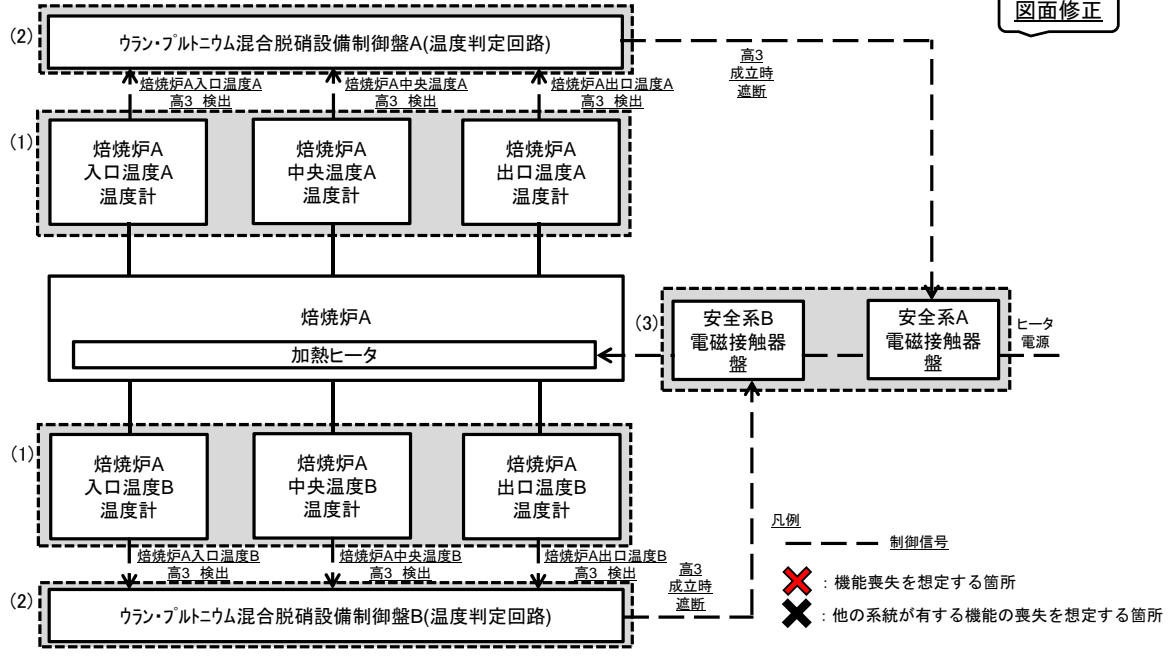 図面修正
(2)
ウラン・プルトニウム混合脱硝設備制御盤A(温度判定回路)
焙焼炉A入口温度A
高3 検出
焙焼炉A中央温度A
高3 検出
焙焼炉A出口温度A
高3 検出
高3
成立時
遮断
(1)
焙焼炉A
入口温度A
温度計
焙焼炉A
中央温度A
温度計
焙焼炉A
出口温度A
温度計
焙焼炉A
加熱ヒータ
(3)
安全系B
電磁接触器
盤
安全系A
電磁接触器
盤
ヒータ
電源
(1)
焙焼炉A
入口温度B
温度計
焙焼炉A
中央温度B
温度計
焙焼炉A
出口温度B
温度計
焙焼炉A入口温度B
高3 検出
焙焼炉A中央温度B
高3 検出
焙焼炉A出口温度B
高3 検出
高3
成立時
遮断
(2)
ウラン・プルトニウム混合脱硝設備制御盤B(温度判定回路)
凡例
制御信号
：機能喪失を想定する箇所
：他の系統が有する機能の喪失を想定する箇所